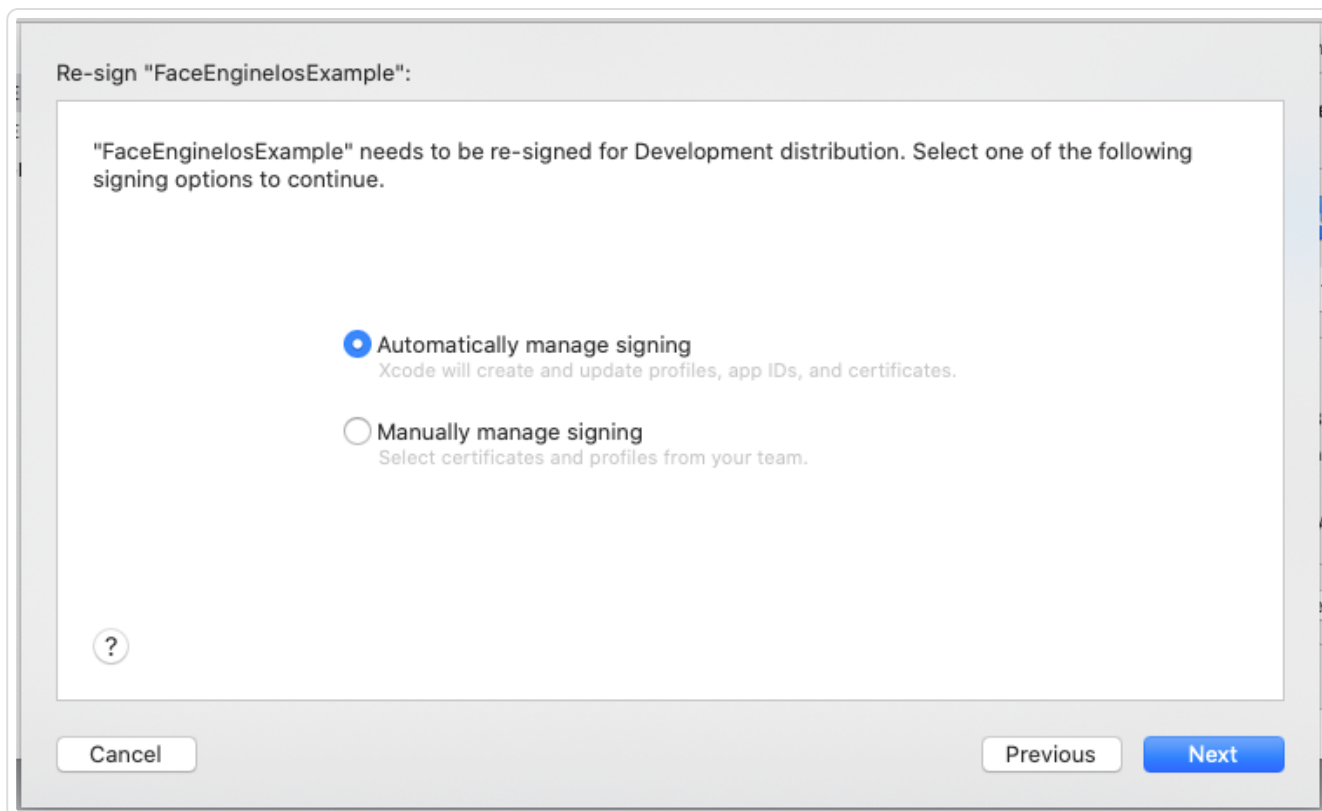 Re-sign "FaceEngineIosExample":
"FaceEngineIosExample" needs to be re-signed for Development distribution. Select one of the following
signing options to continue.
Automatically manage signing
Xcode will create and update profiles, app IDs, and certificates.
Manually manage signing
Select certificates and profiles from your team.
?
Cancel
Previous
Next